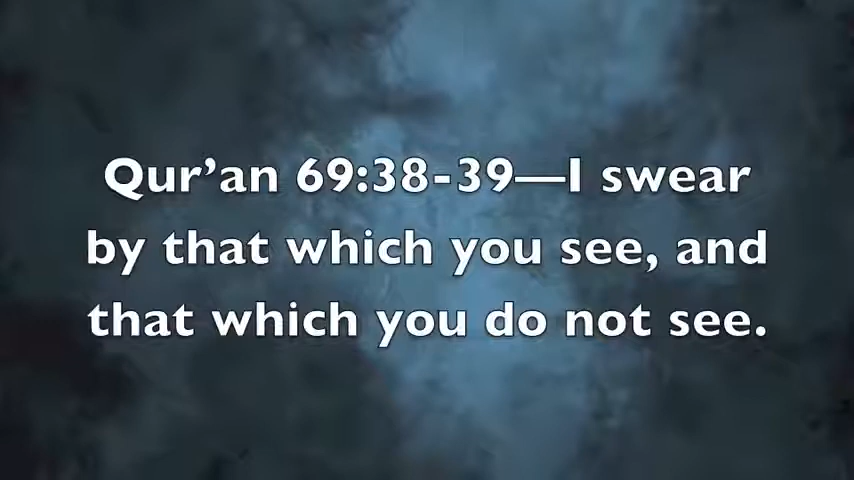 Qur’an 69:38-39—I swear
by that which you see, and
that which you do not see.